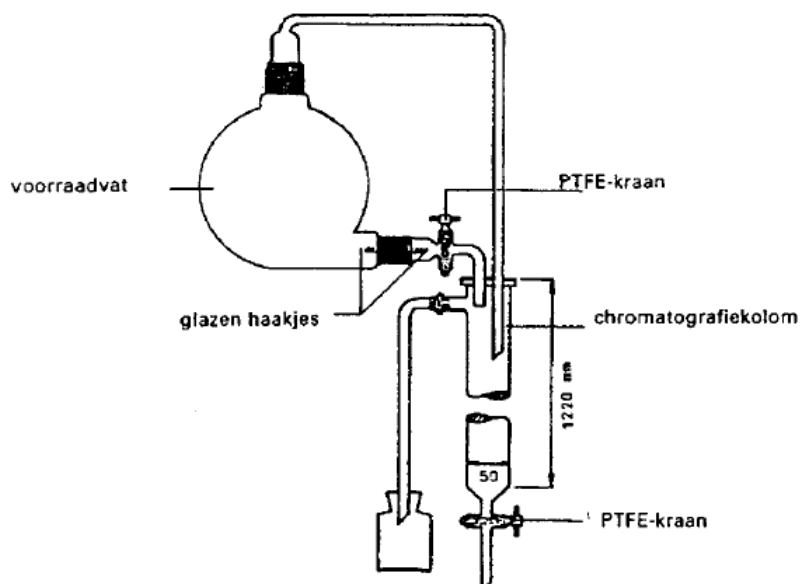 voorraadvat
PTFE-kraan
glazen haakjes
chromatografiekolom
1220 mm
50
PTFE-kraan